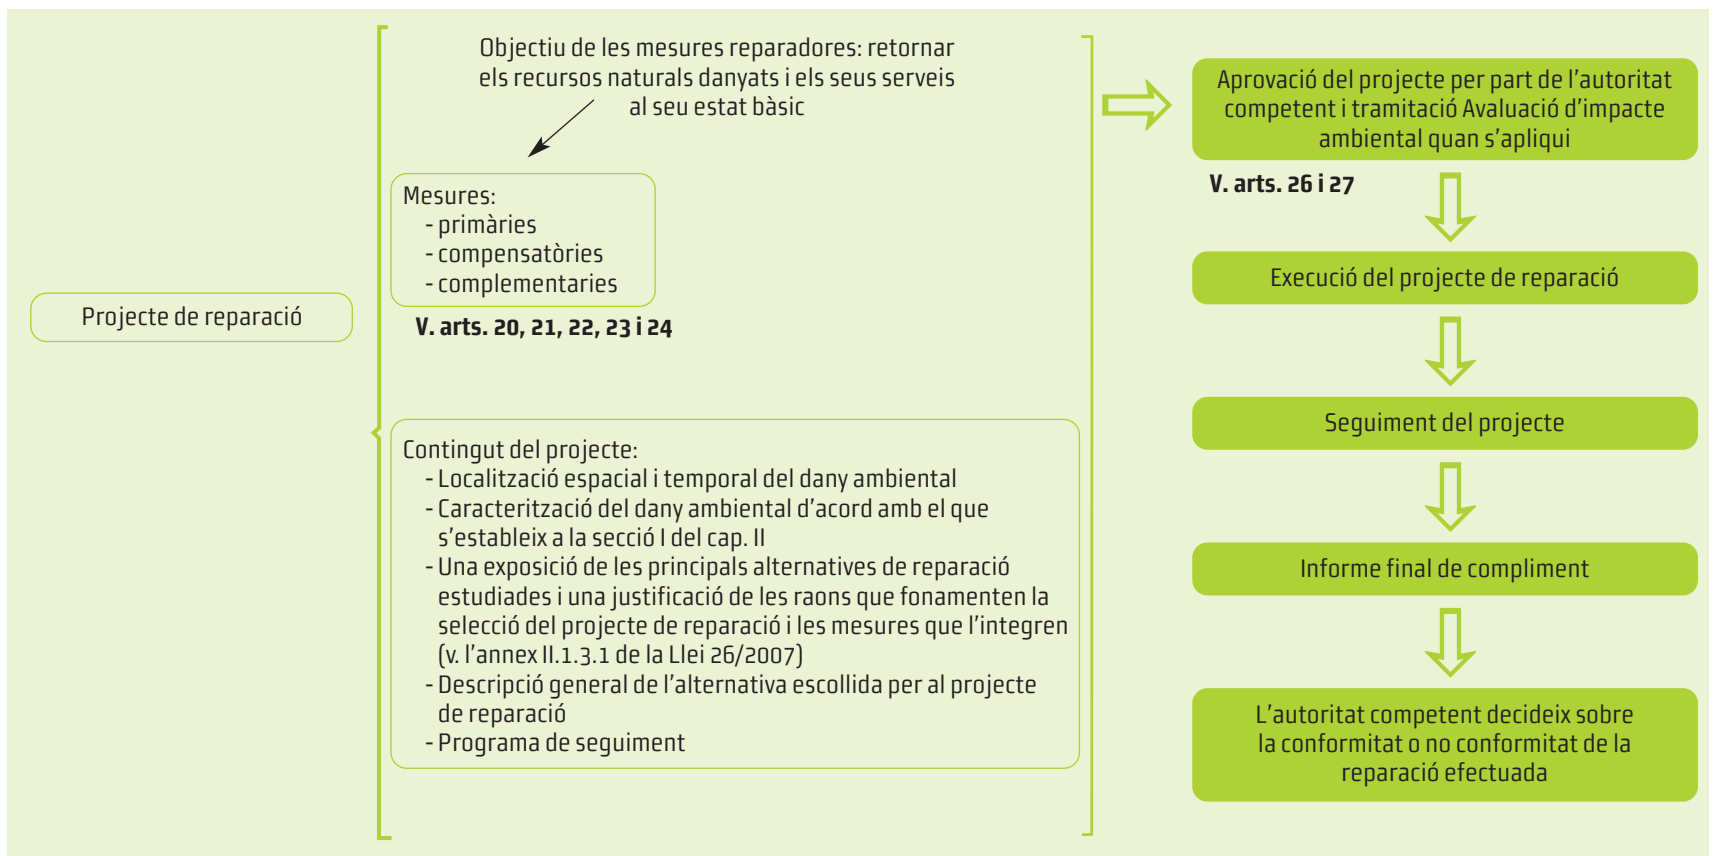 Projecte de reparació
Objectiu de les mesures reparadores: retornar
els recursos naturals danyats i els seus serveis
al seu estat bàsic
Mesures:
- primàries
- compensatòries
- complementaries
V. arts. 20, 21, 22, 23 i 24
Contingut del projecte:
- Localització espacial i temporal del dany ambiental
- Caracterització del dany ambiental d’acord amb el que
s’estableix a la secció I del cap. II
- Una exposició de les principals alternatives de reparació
estudiades i una justificació de les raons que fonamenten la
selecció del projecte de reparació i les mesures que l’integren
(v. l’annex II.1.3.1 de la Llei 26/2007)
- Descripció general de l’alternativa escollida per al projecte
de reparació
- Programa de seguiment
Aprovació del projecte per part de l’autoritat
competent i tramitació Avaluació d’impacte
ambiental quan s’apliqui
V. arts. 26 i 27
Execució del projecte de reparació
Seguiment del projecte
Informe final de compliment
L’autoritat competent decideix sobre
la conformitat o no conformitat de la
reparació efectuada